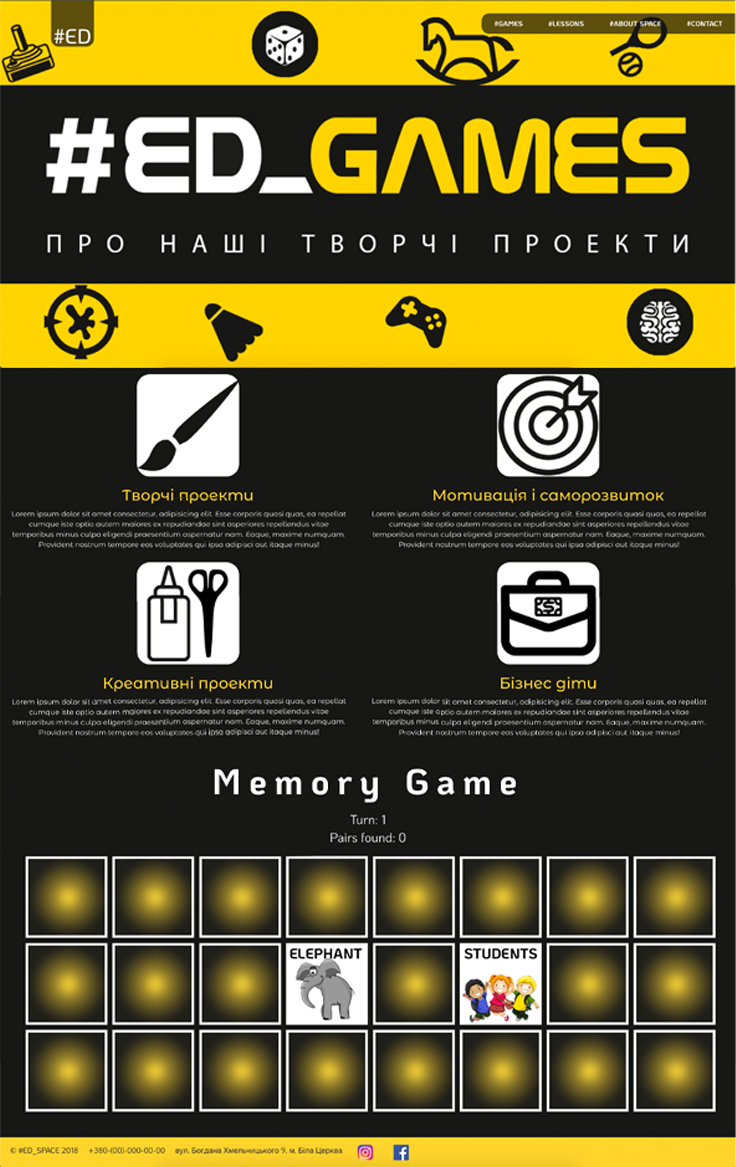 #ED
#GAMES #LESSONS #ABOUT SPACE #CONTACT
#ED_GAMES
ПРО НАШІ ТВОРЧІ ПРОЕКТИ
Творчі проекти
Lorem ipsum dolor sit amet consectetur, adipisicing elit. Esse corporis quasi quas, ea repellat
cumque iste optio autem maiores ex repudiandae sint asperiores repellendus vitae
temporibus minus culpa eligendi praesentium aspernatur nam. Eaque, maxime numquam.
Provident nostrum tempore eos voluptates qui ipsa adipisci aut itaque minus!
Мотивація і саморозвиток
Lorem ipsum dolor sit amet consectetur, adipisicing elit. Esse corporis quasi quas, ea repellat
cumque iste optio autem maiores ex repudiandae sint asperiores repellendus vitae
temporibus minus culpa eligendi praesentium aspernatur nam. Eaque, maxime numquam.
Provident nostrum tempore eos voluptates qui ipsa adipisci aut itaque minus!
Креативні проекти
Lorem ipsum dolor sit amet consectetur, adipisicing elit. Esse corporis quasi quas, ea repellat
cumque iste optio autem maiores ex repudiandae sint asperiores repellendus vitae
temporibus minus culpa eligendi praesentium aspernatur nam. Eaque, maxime numquam.
Provident nostrum tempore eos voluptates qui ipsa adipisci aut itaque minus!
Бізнес діти
Lorem ipsum dolor sit amet consectetur, adipisicing elit. Esse corporis quasi quas, ea repellat
cumque iste optio autem maiores ex repudiandae sint asperiores repellendus vitae
temporibus minus culpa eligendi praesentium aspernatur nam. Eaque, maxime numquam.
Provident nostrum tempore eos voluptates qui ipsa adipisci aut itaque minus!
Memory Game
Turn: 1
Pairs found: 0
ELEPHANT
STUDENTS
© #ED_SPACE 2018 +380-(00)-000-00-00 вул. Богдана Хмельницького 9. м. Біла Церква